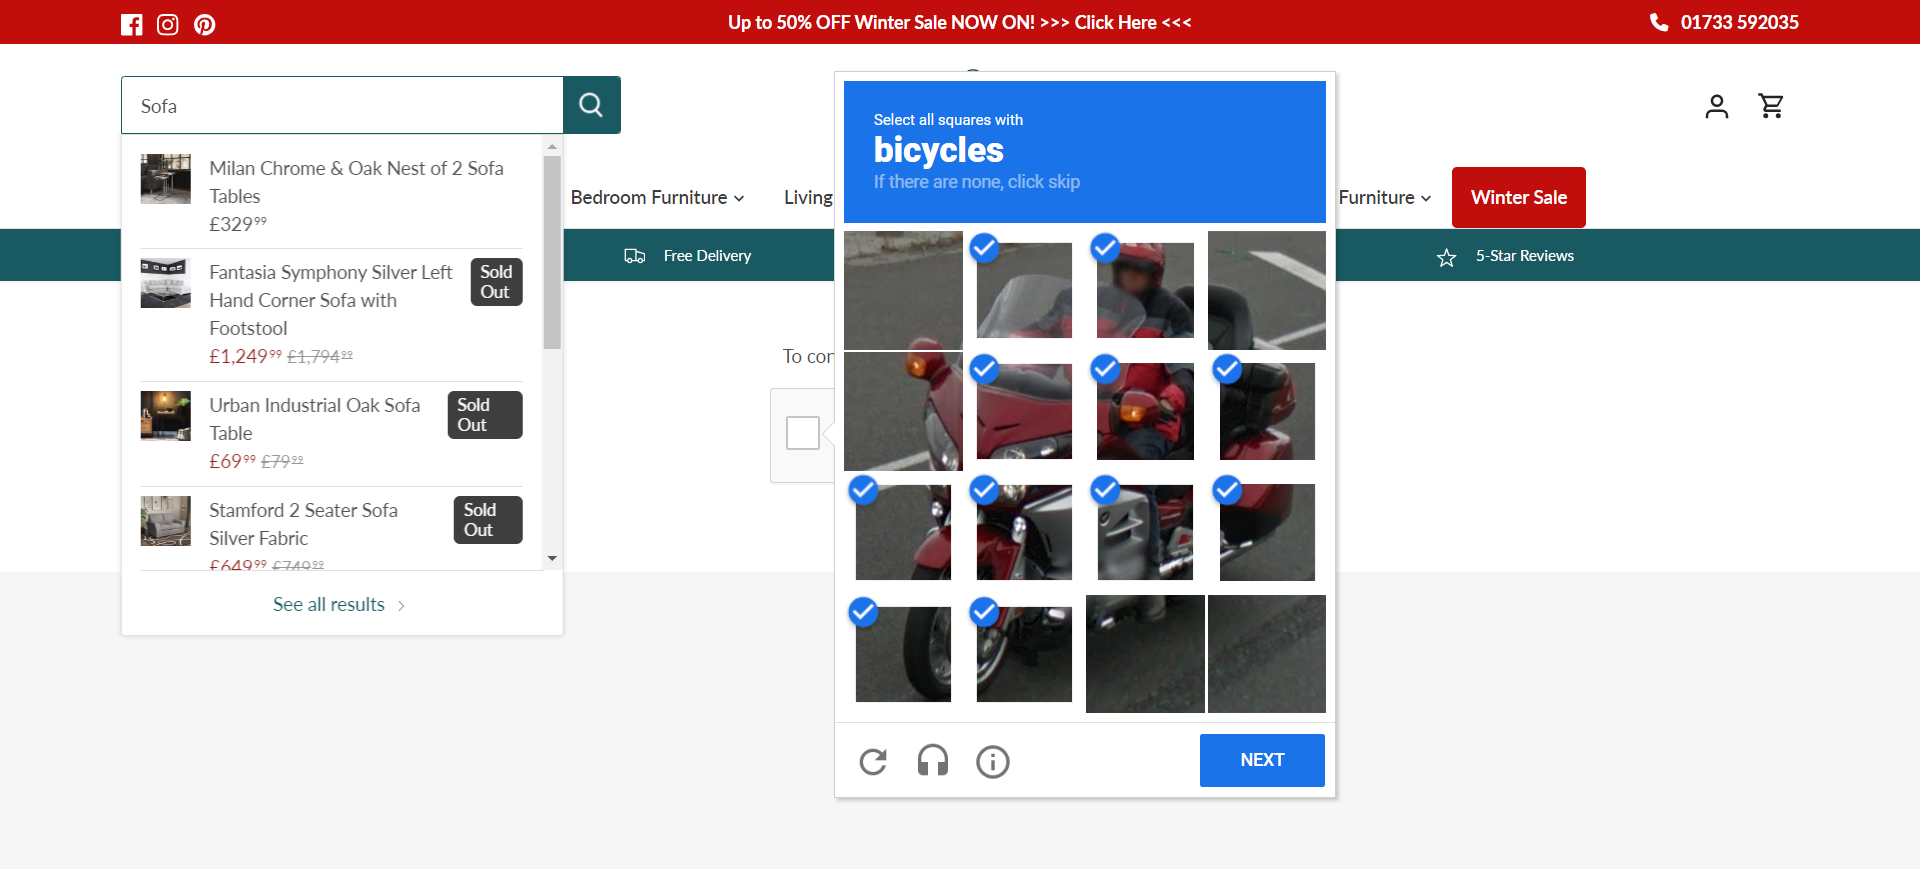 Up to 50% OFF Winter Sale NOW ON! >>> Click Here <<<
01733 592035
Sofa
Milan Chrome & Oak Nest of 2 Sofa
Tables
£329.99
Fantasia Symphony Silver Left
Hand Corner Sofa with
Footstool
Sold
Out
£1,249.99 £1,794.99
Urban Industrial Oak Sofa
Table
Sold
Out
£69.99 £79.99
Stamford 2 Seater Sofa
Silver Fabric
Sold
Out
£649.99 £749.99
See all results
Bedroom Furniture
Living
Furniture
Winter Sale
Free Delivery
5-Star Reviews
To con
Select all squares with
bicycles
If there are none, click skip
NEXT